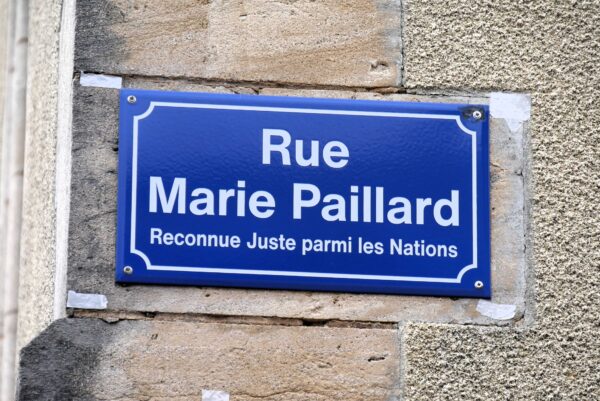 Rue
Marie Paillard
Reconnue Juste parmi les Nations